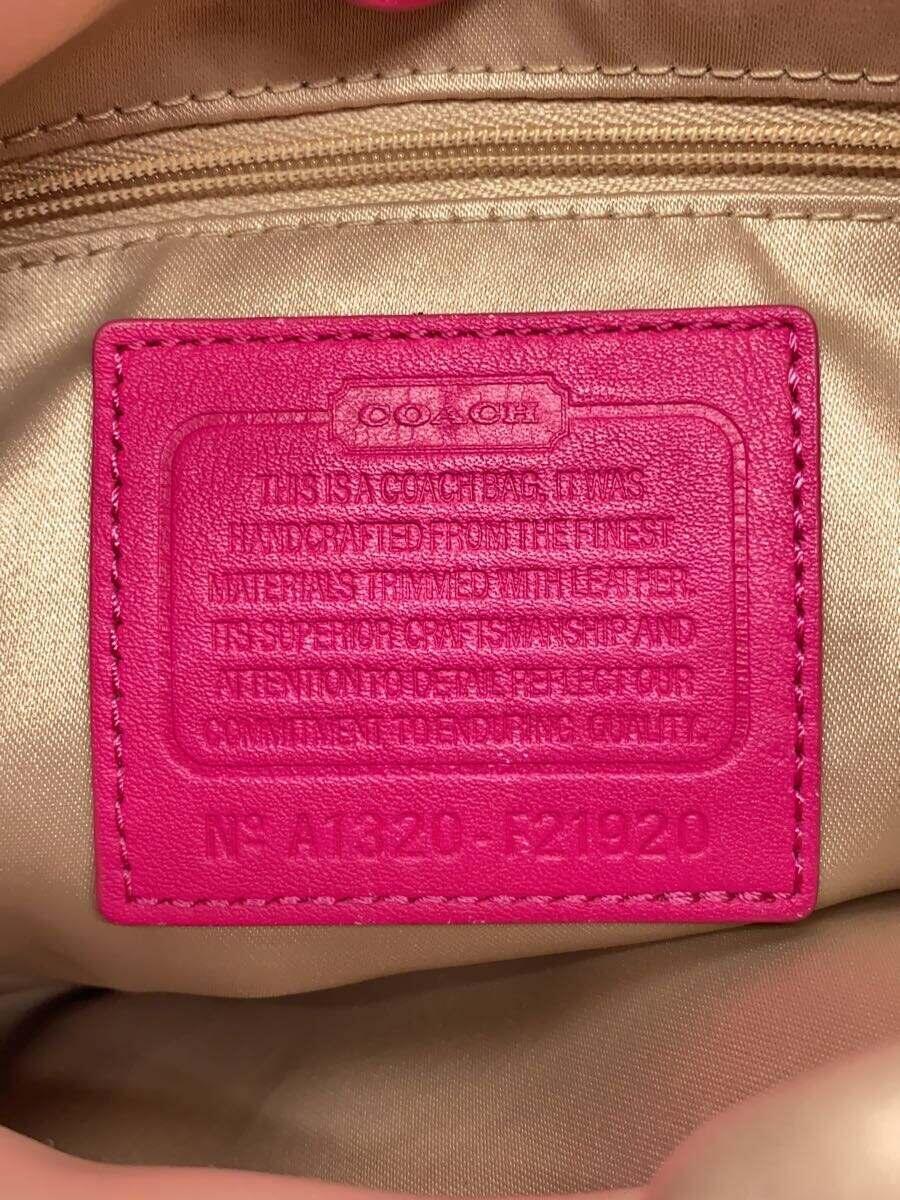 COACH
THIS IS A COACH BAG. IT WAS
HANDCRAFTED FROM THE FINEST
MATERIALS TRIMMED WITH LEATHER.
ITS SUPERIOR CRAFTSMANSHIP AND
ATTENTION TO DETAIL REFLECT OUR
COMMITMENT TO ENDURING QUALITY.
Nº A1320-F21920